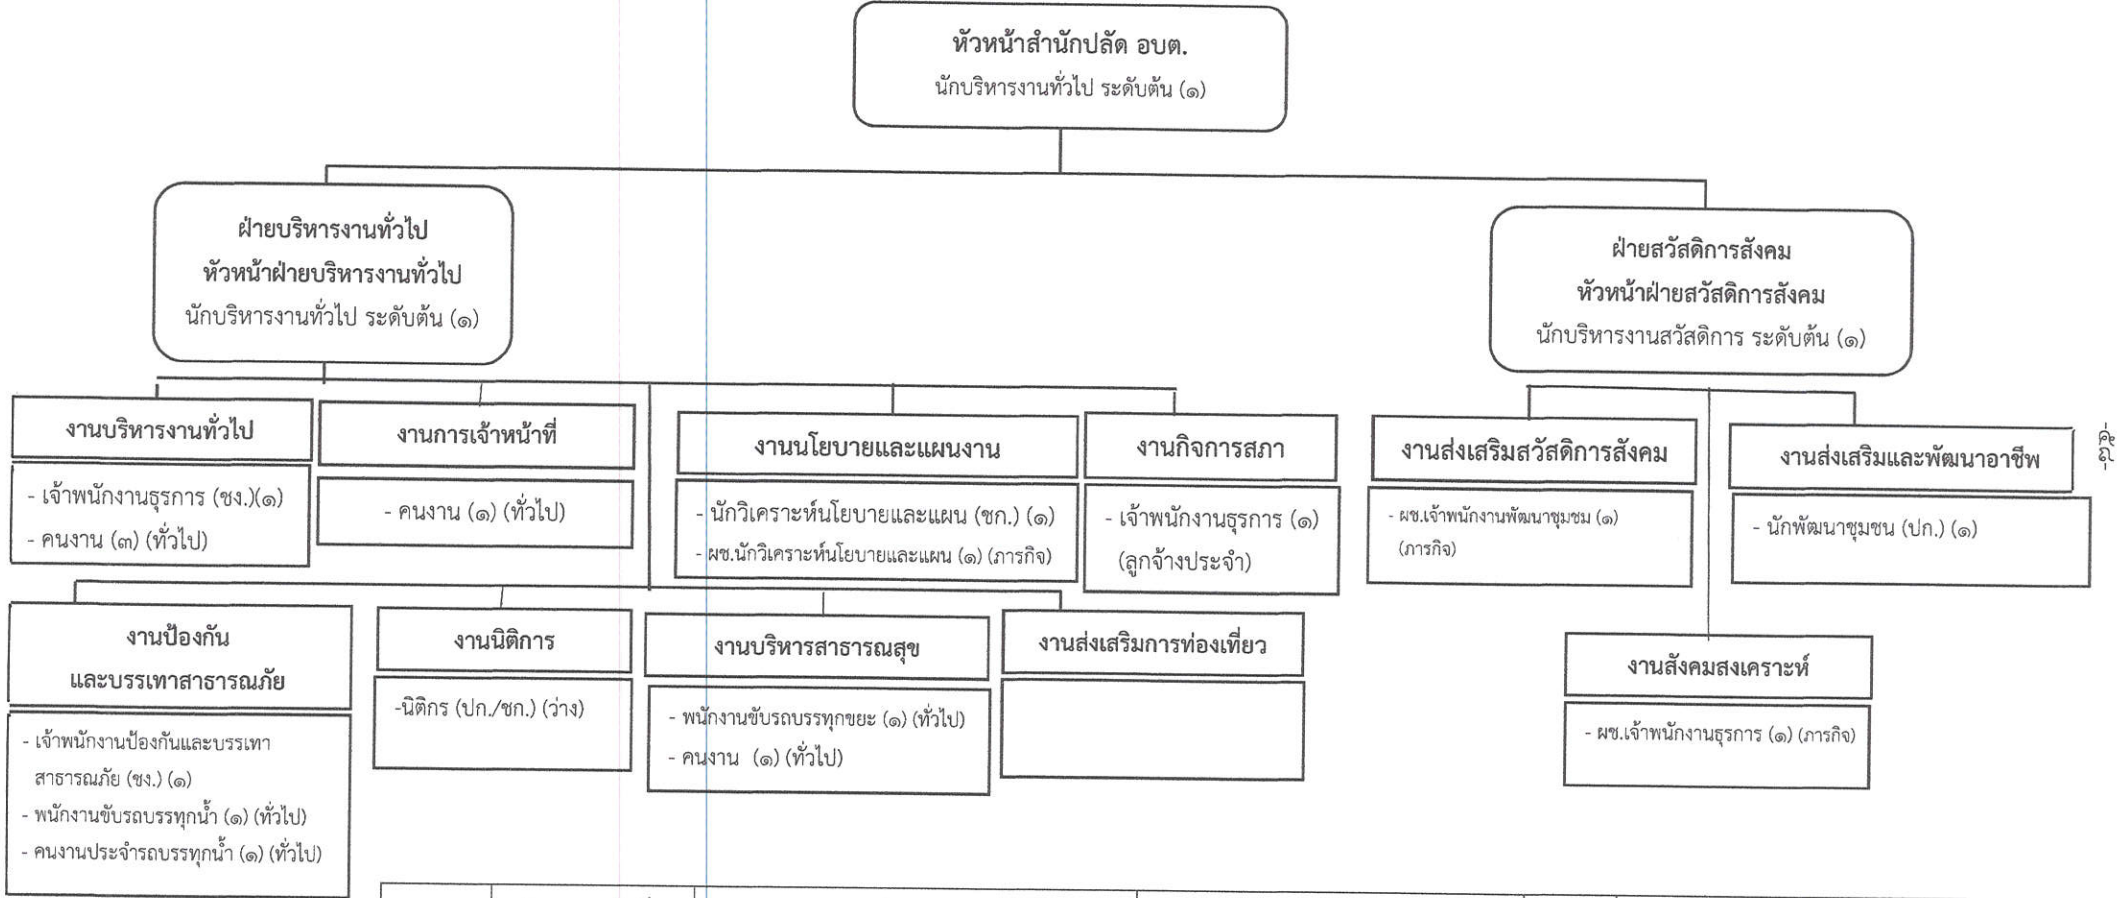 หัวหน้าสำนักปลัด อบต.
นักบริหารงานทั่วไป ระดับต้น (๑)
ฝ่ายบริหารงานทั่วไป
หัวหน้าฝ่ายบริหารงานทั่วไป
นักบริหารงานทั่วไป ระดับต้น (๑)
ฝ่ายสวัสดิการสังคม
หัวหน้าฝ่ายสวัสดิการสังคม
นักบริหารงานสวัสดิการ ระดับต้น (๑)
งานบริหารงานทั่วไป
- เจ้าพนักงานธุรการ (ชง.)(๑)
- คนงาน (๓) (ทั่วไป)
งานการเจ้าหน้าที่
- คนงาน (๑) (ทั่วไป)
งานนโยบายและแผนงาน
- นักวิเคราะห์นโยบายและแผน (ชก.) (๑)
- ผช.นักวิเคราะห์นโยบายและแผน (๑) (ภารกิจ)
งานกิจการสภา
- เจ้าพนักงานธุรการ (๑)
(ลูกจ้างประจำ)
งานส่งเสริมสวัสดิการสังคม
- ผช.เจ้าพนักงานพัฒนาชุมชม (๑)
(ภารกิจ)
งานส่งเสริมและพัฒนาอาชีพ
- นักพัฒนาชุมชน (ปก.) (๑)
งานป้องกัน
และบรรเทาสาธารณภัย
- เจ้าพนักงานป้องกันและบรรเทา
สาธารณภัย (ชง.) (๑)
- พนักงานขับรถบรรทุกน้ำ (๑) (ทั่วไป)
- คนงานประจำรถบรรทุกน้ำ (๑) (ทั่วไป)
งานนิติการ
-นิติกร (ปก./ชก.) (ว่าง)
งานบริหารสาธารณสุข
- พนักงานขับรถบรรทุกขยะ (๑) (ทั่วไป)
- คนงาน (๑) (ทั่วไป)
งานส่งเสริมการท่องเที่ยว
งานสังคมสงเคราะห์
- ผช.เจ้าพนักงานธุรการ (๑) (ภารกิจ)